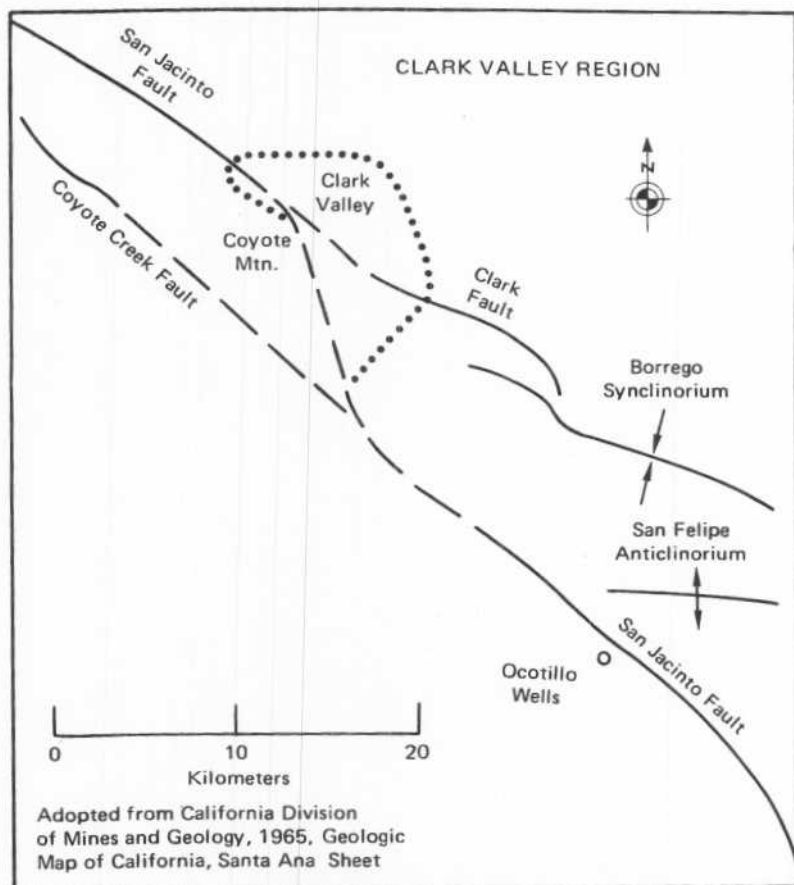 CLARK VALLEY REGION
San Jacinto
Fault
Clark
Valley
N
Coyote
Mtn.
Coyote Creek Fault
Clark
Fault
Borrego
Synclinorium
San Felipe
Anticlinorium
San Jacinto Fault
Ocotillo
Wells
0 10 20
Kilometers
Adopted from California Division
of Mines and Geology, 1965, Geologic
Map of California, Santa Ana Sheet